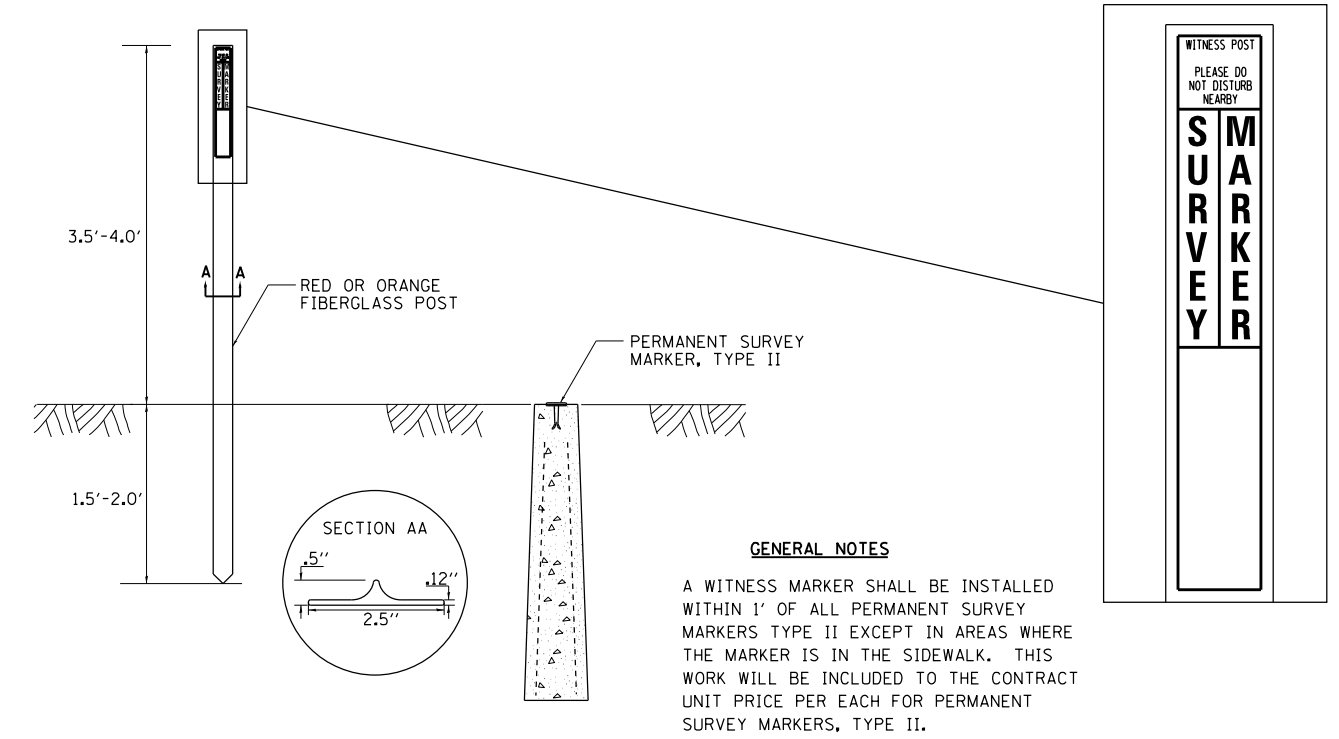 WITNESS POST
PLEASE DO
NOT DISTURB
NEARBY
SURVEY
MARKER
SURVEY
MARKER
3.5'-4.0'
A A
RED OR ORANGE
FIBERGLASS POST
PERMANENT SURVEY
MARKER, TYPE II
1.5'-2.0'
SECTION AA
.5''
.12''
2.5''
GENERAL NOTES
A WITNESS MARKER SHALL BE INSTALLED
WITHIN 1' OF ALL PERMANENT SURVEY
MARKERS TYPE II EXCEPT IN AREAS WHERE
THE MARKER IS IN THE SIDEWALK. THIS
WORK WILL BE INCLUDED TO THE CONTRACT
UNIT PRICE PER EACH FOR PERMANENT
SURVEY MARKERS, TYPE II.